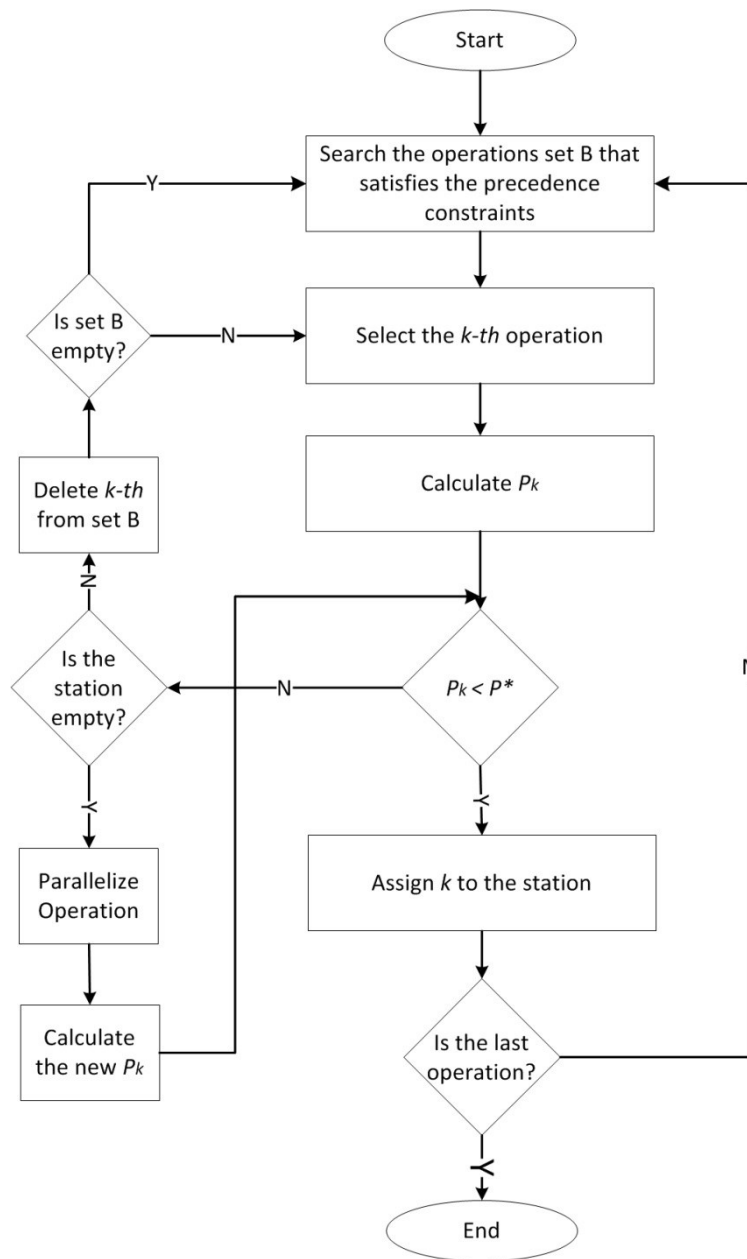 Start
Search the operations set B that
satisfies the precedence
constraints
Y
Is set B
empty?
N
Select the k-th operation
Delete k-th
from set B
Calculate Pk
N
Is the
station
empty?
N
Pk < P*
N
Y
Y
Parallelize
Operation
Assign k to the station
Calculate
the new Pk
Is the last
operation?
Y
End